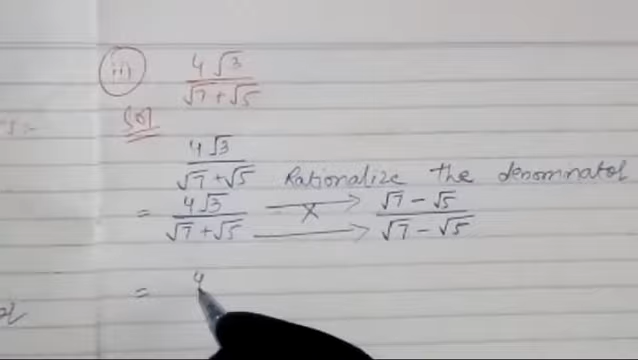 iii) 4√3 / √7+√5
Sol
4√3 / √7+√5 Rationalize the denominator
= 4√3 / √7+√5 × √7-√5 / √7-√5
= 4